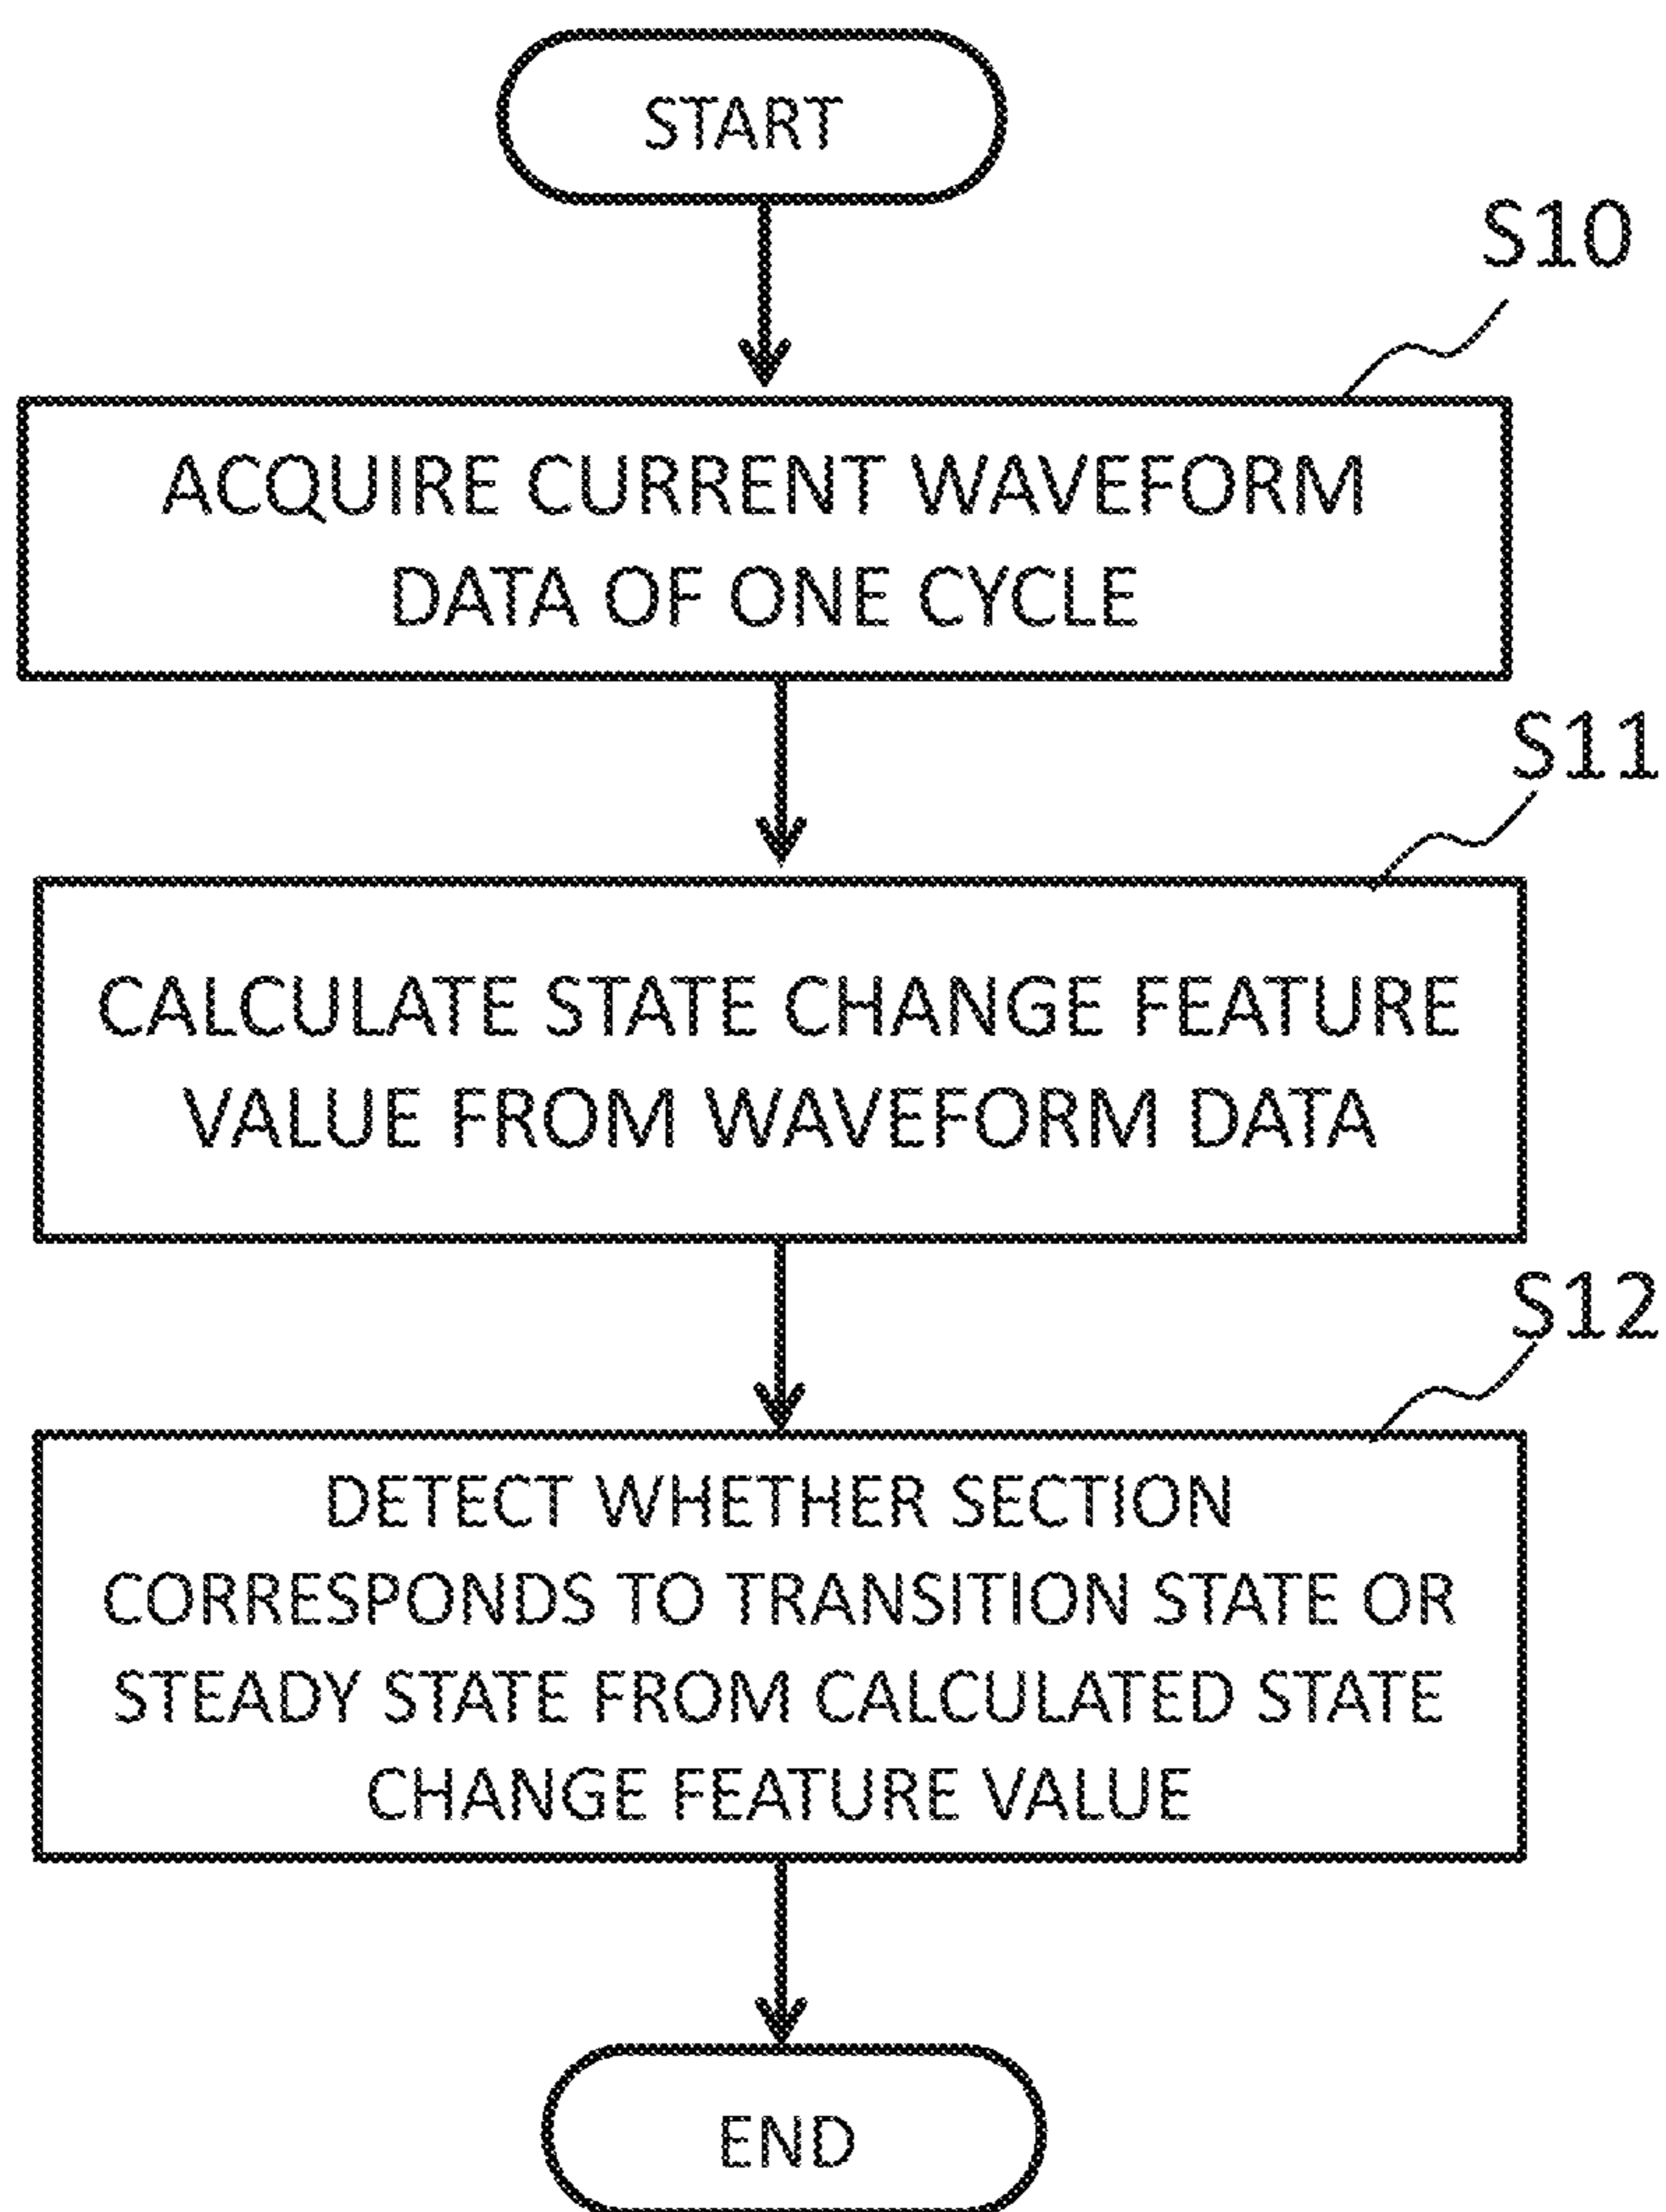 START
S10
ACQUIRE CURRENT WAVEFORM
DATA OF ONE CYCLE
S11
CALCULATE STATE CHANGE FEATURE
VALUE FROM WAVEFORM DATA
S12
DETECT WHETHER SECTION
CORRESPONDS TO TRANSITION STATE OR
STEADY STATE FROM CALCULATED STATE
CHANGE FEATURE VALUE
END